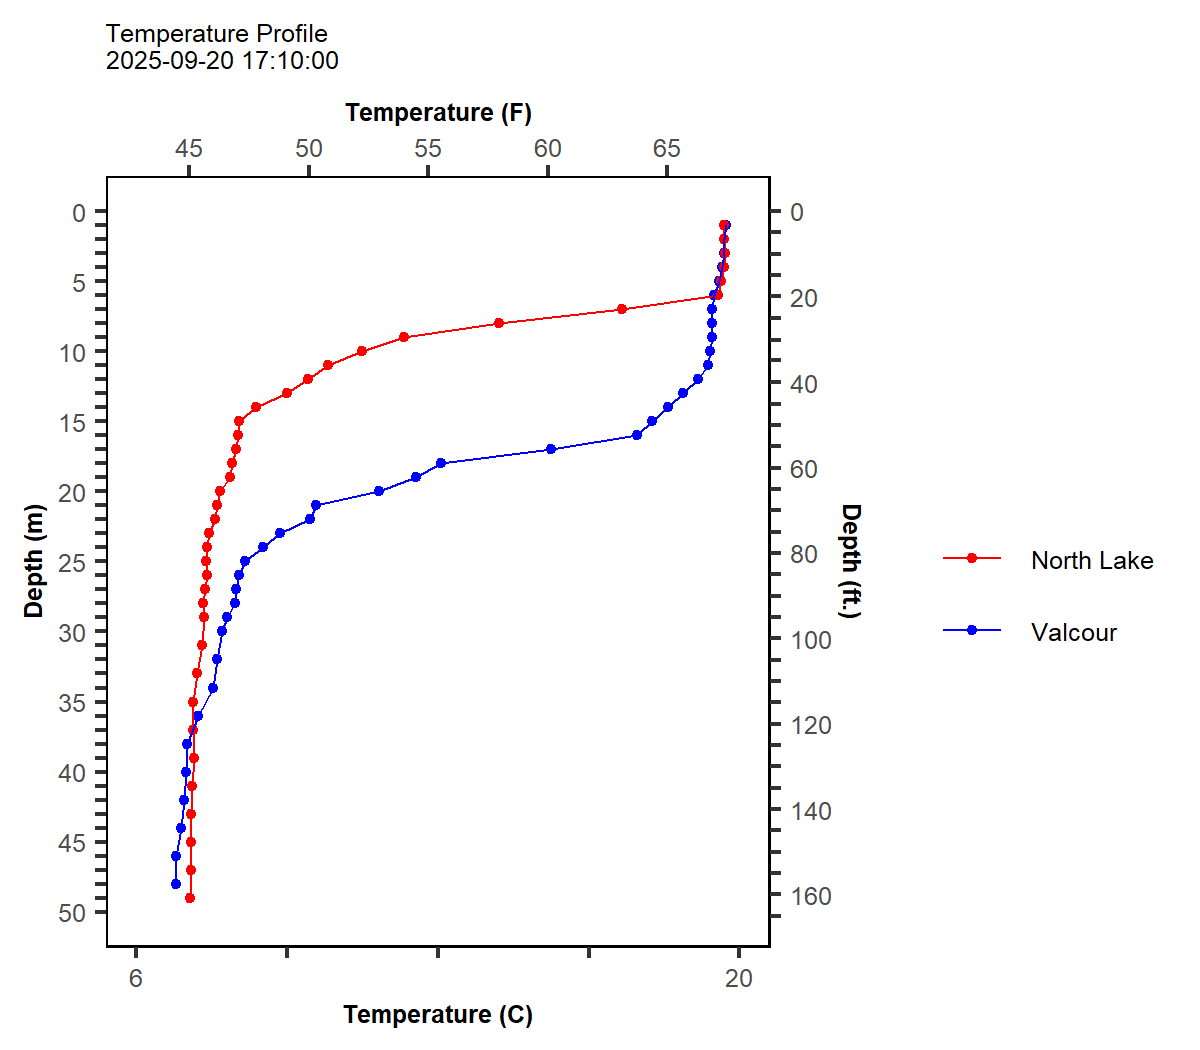 Temperature Profile
2025-09-20 17:10:00
Temperature (F)
45 50 55 60 65
0
5
10
15
20
25
30
35
40
45
50
Depth (m)
0
20
40
60
80
100
120
140
160
Depth (ft.)
North Lake
Valcour
6 20
Temperature (C)